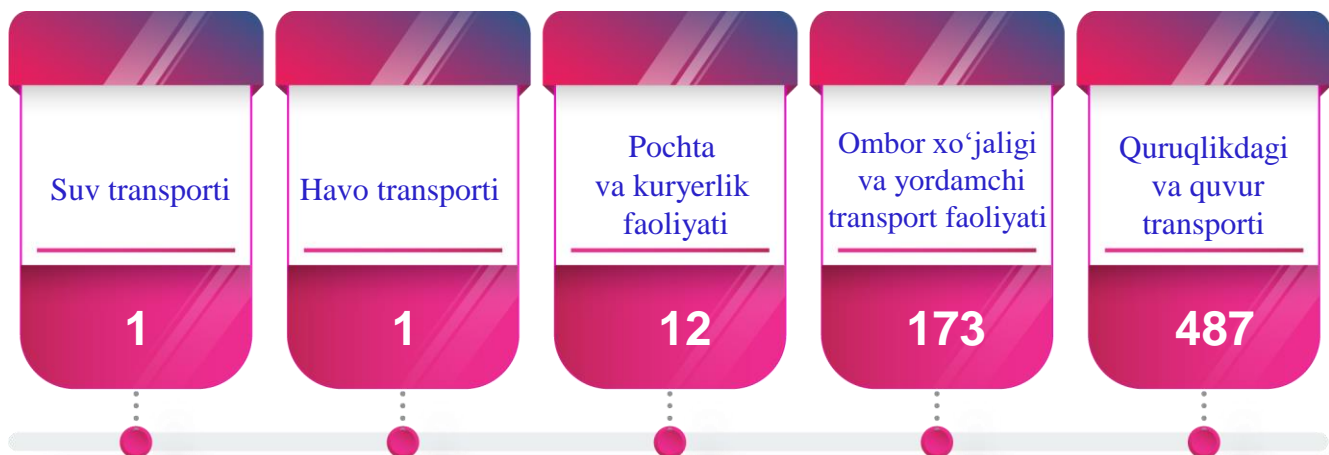 Suv transporti
1
Havo transporti
1
Pochta
va kuryerlik
faoliyati
12
Ombor xo‘jaligi
va yordamchi
transport faoliyati
173
Quruqlikdagi
va quvur
transporti
487